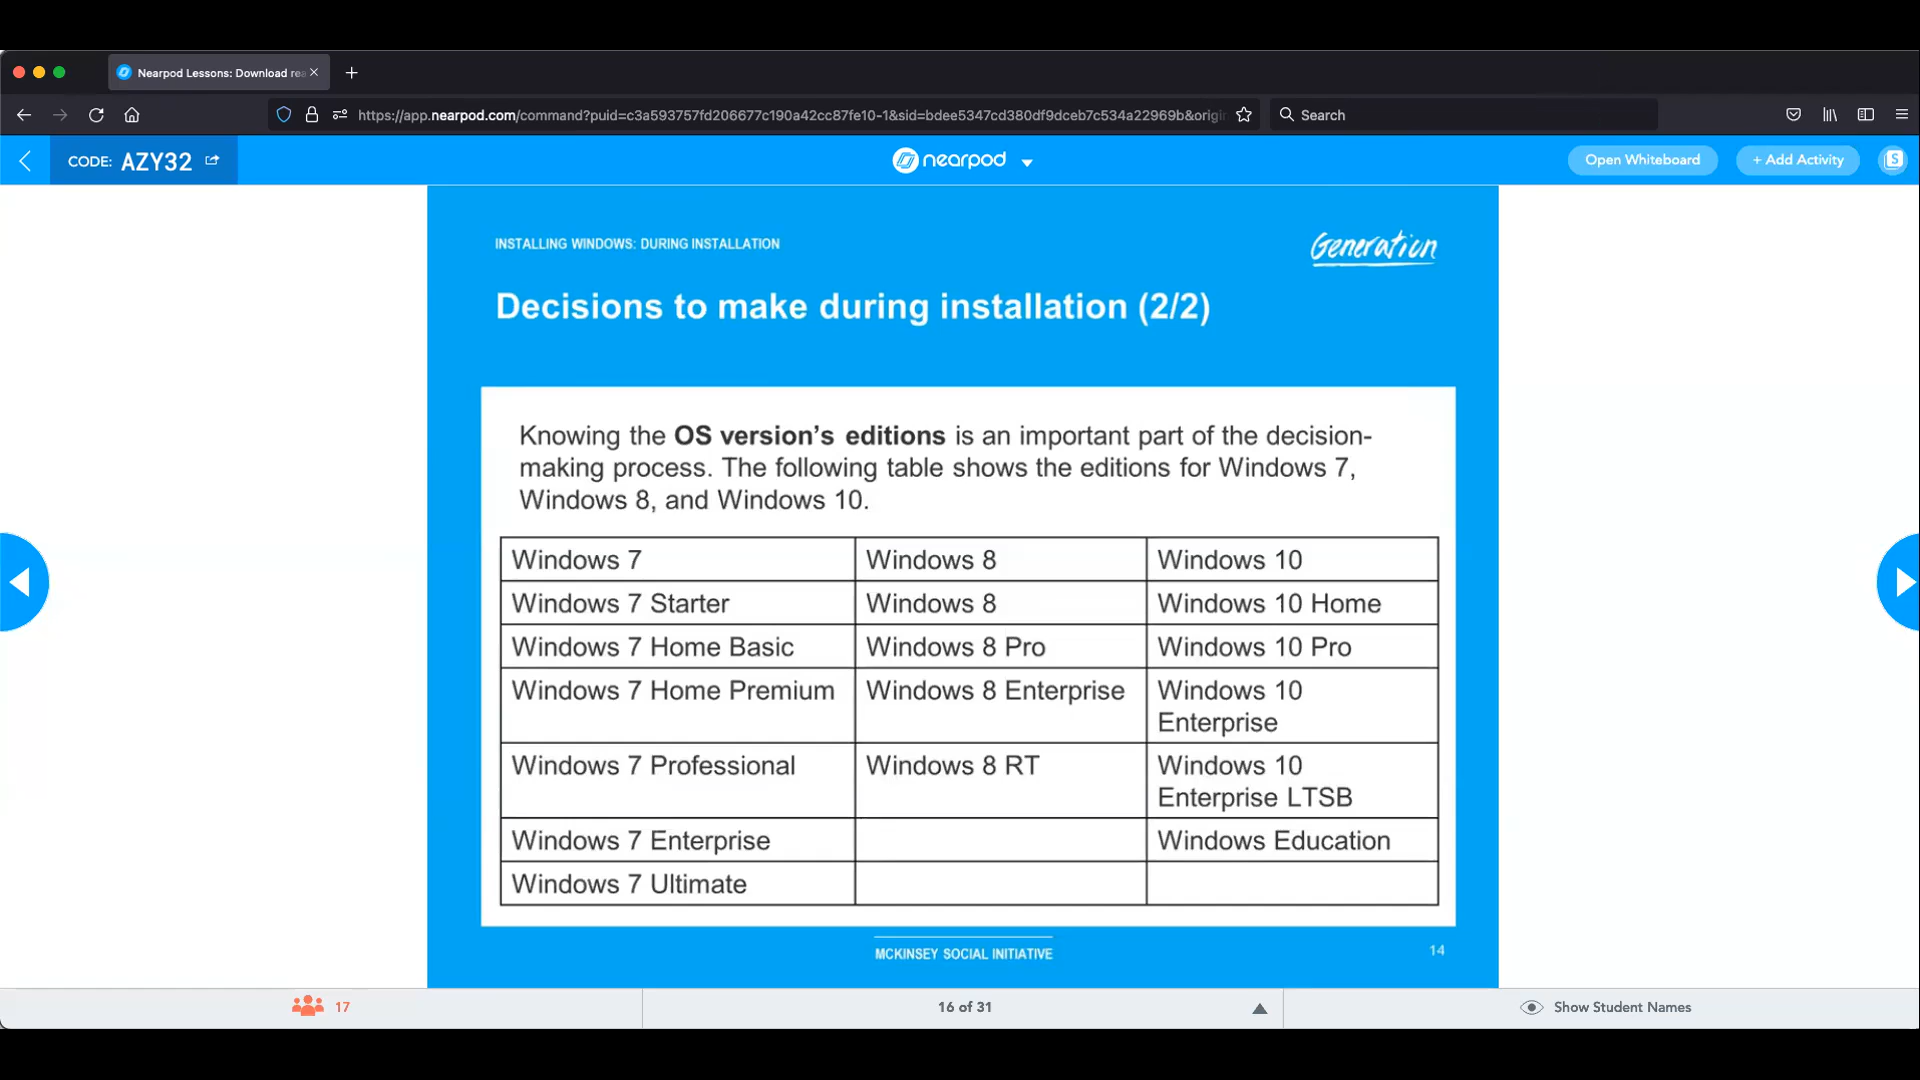 Nearpod Lessons: Download rea
https://app.nearpod.com/command?puid=c3a593757fd206677c190a42cc87fe10-1&sid=bdee5347cd380df9dceb7c534a22969b&origi
Search
CODE: AZY32
nearpod
Open Whiteboard
+ Add Activity
S
INSTALLING WINDOWS: DURING INSTALLATION
Generation
Decisions to make during installation (2/2)
Knowing the OS version's editions is an important part of the decision-
making process. The following table shows the editions for Windows 7,
Windows 8, and Windows 10.
Windows 7 Windows 8 Windows 10
Windows 7 Starter Windows 8 Windows 10 Home
Windows 7 Home Basic Windows 8 Pro Windows 10 Pro
Windows 7 Home Premium Windows 8 Enterprise Windows 10
Enterprise
Windows 7 Professional Windows 8 RT Windows 10
Enterprise LTSB
Windows 7 Enterprise Windows Education
Windows 7 Ultimate
MCKINSEY SOCIAL INITIATIVE
14
17
16 of 31
Show Student Names